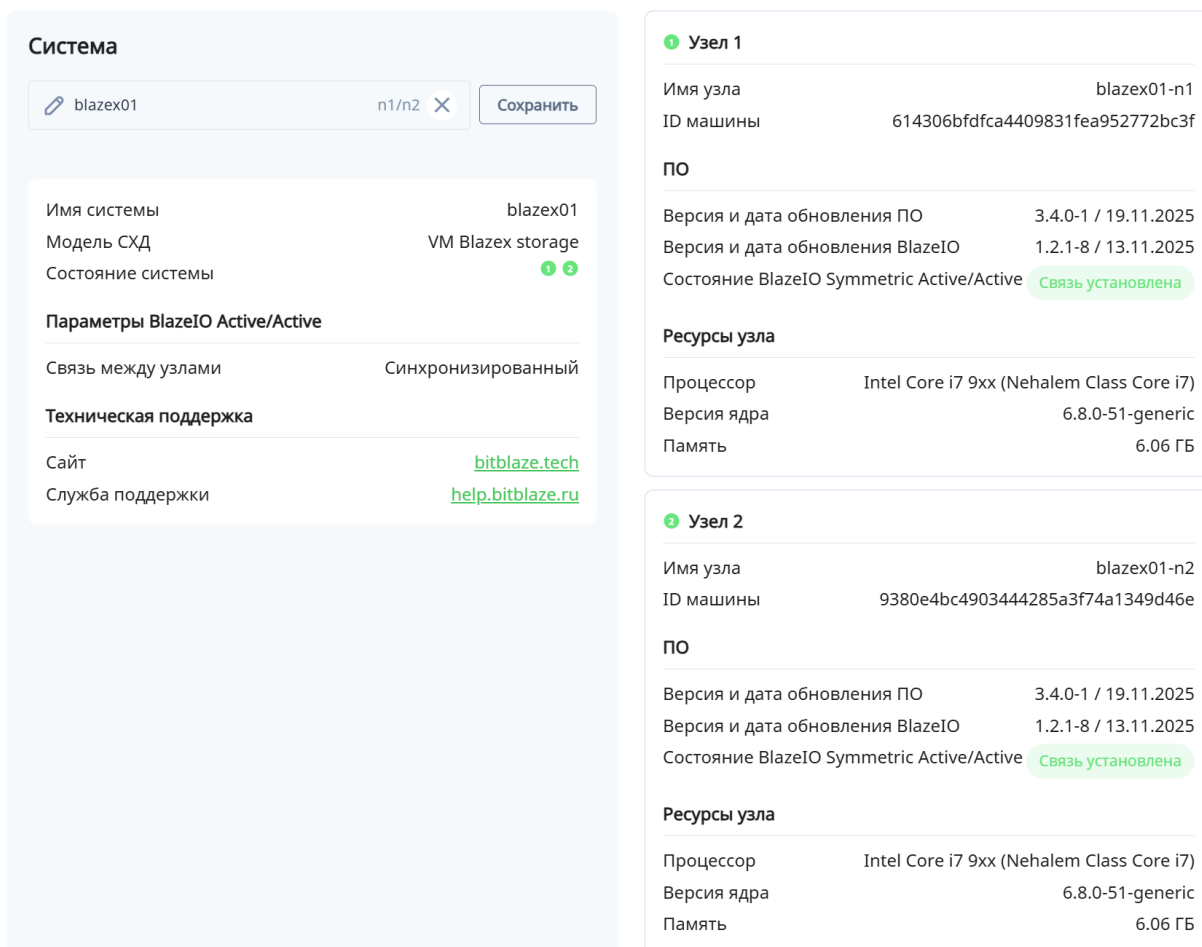 Система
blazex01 n1/n2
Сохранить
Имя системы blazex01
Модель СХД VM Blazex storage
Состояние системы 1 2
Параметры BlazeIO Active/Active
Связь между узлами Синхронизированный
Техническая поддержка
Сайт bitblaze.tech
Служба поддержки help.bitblaze.ru
1 Узел 1
Имя узла blazex01-n1
ID машины 614306bfdfca4409831fea952772bc3f
ПО
Версия и дата обновления ПО 3.4.0-1 / 19.11.2025
Версия и дата обновления BlazeIO 1.2.1-8 / 13.11.2025
Состояние BlazeIO Symmetric Active/Active Связь установлена
Ресурсы узла
Процессор Intel Core i7 9xx (Nehalem Class Core i7)
Версия ядра 6.8.0-51-generic
Память 6.06 ГБ
2 Узел 2
Имя узла blazex01-n2
ID машины 9380e4bc4903444285a3f74a1349d46e
ПО
Версия и дата обновления ПО 3.4.0-1 / 19.11.2025
Версия и дата обновления BlazeIO 1.2.1-8 / 13.11.2025
Состояние BlazeIO Symmetric Active/Active Связь установлена
Ресурсы узла
Процессор Intel Core i7 9xx (Nehalem Class Core i7)
Версия ядра 6.8.0-51-generic
Память 6.06 ГБ